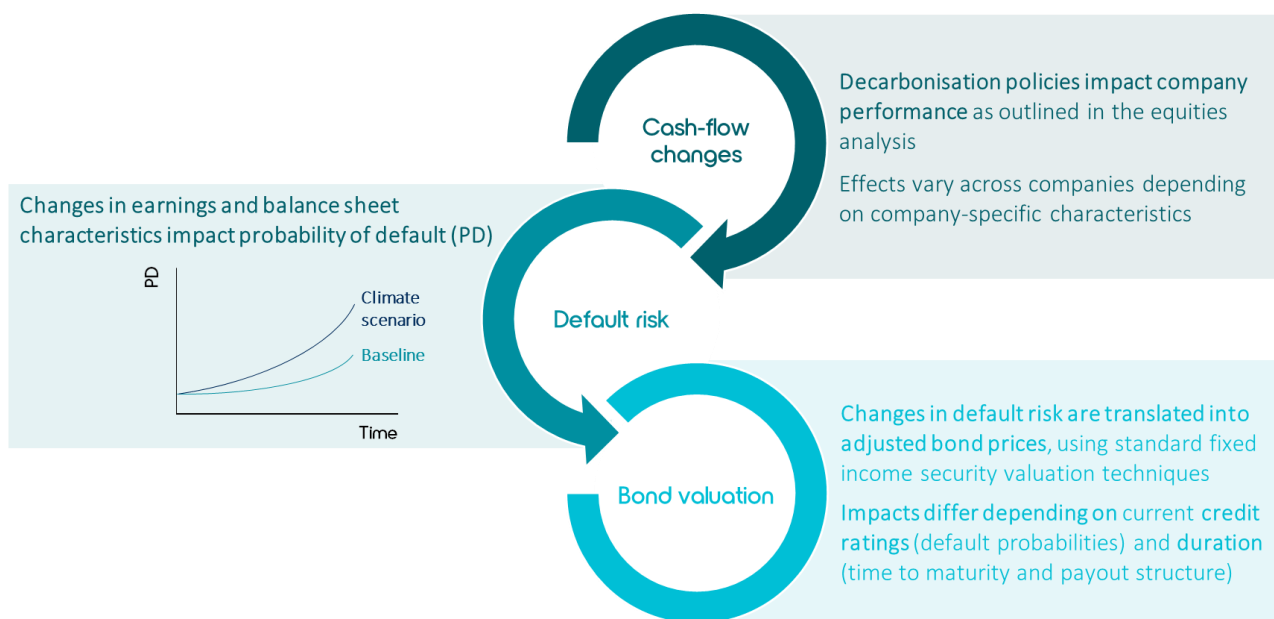 Cash-flow
changes
Decarbonisation policies impact company
performance as outlined in the equities
analysis
Effects vary across companies depending
on company-specific characteristics
Changes in earnings and balance sheet
characteristics impact probability of default (PD)
PD
Climate
scenario
Baseline
Time
Default risk
Bond valuation
Changes in default risk are translated into
adjusted bond prices, using standard fixed
income security valuation techniques
Impacts differ depending on current credit
ratings (default probabilities) and duration
(time to maturity and payout structure)